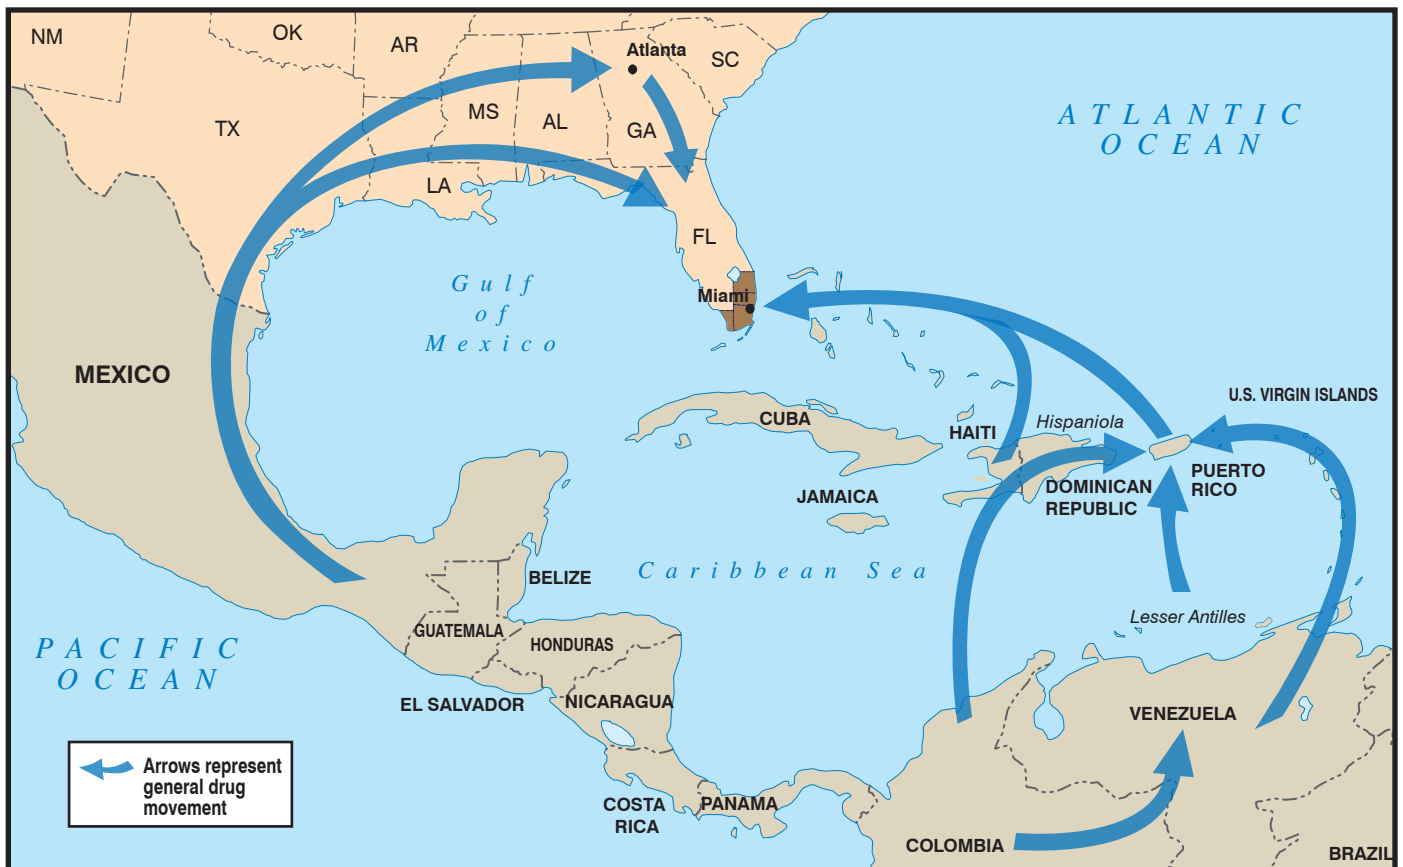 NM
OK
AR
Atlanta
SC
TX
MS
AL
GA
LA
FL
ATLANTIC
OCEAN
Gulf
of
Mexico
Miami
MEXICO
U.S. VIRGIN ISLANDS
CUBA
HAITI
Hispaniola
PUERTO
RICO
JAMAICA
DOMINICAN
REPUBLIC
Caribbean Sea
BELIZE
Lesser Antilles
GUATEMALA
HONDURAS
PACIFIC
OCEAN
EL SALVADOR
NICARAGUA
VENEZUELA
Arrows represent
general drug
movement
COSTA
RICA
PANAMA
COLOMBIA
BRAZIL